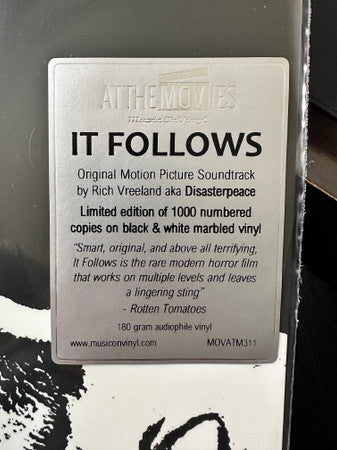 AT THE MOVIES
Music On Vinyl
IT FOLLOWS
Original Motion Picture Soundtrack
by Rich Vreeland aka Disasterpeace
Limited edition of 1000 numbered
copies on black & white marbled vinyl
“Smart, original, and above all terrifying,
It Follows is the rare modern horror film
that works on multiple levels and leaves
a lingering sting”
- Rotten Tomatoes
180 gram audiophile vinyl
www.musiconvinyl.com MOVATM311